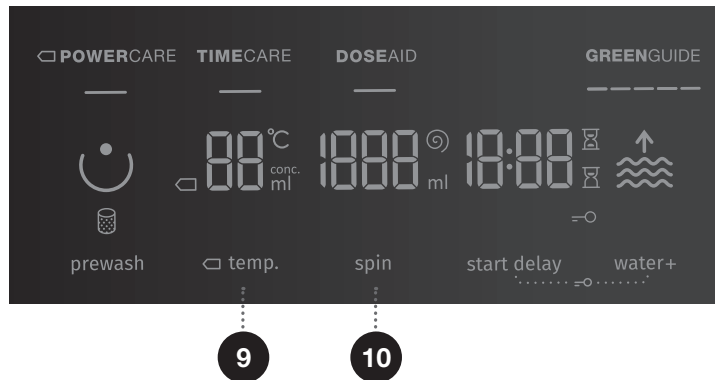 POWERCARE TIMECARE DOSEAID GREENGUIDE
88 °C 1888 18:88
conc.
ml ml
prewash temp. spin start delay water+
9 10